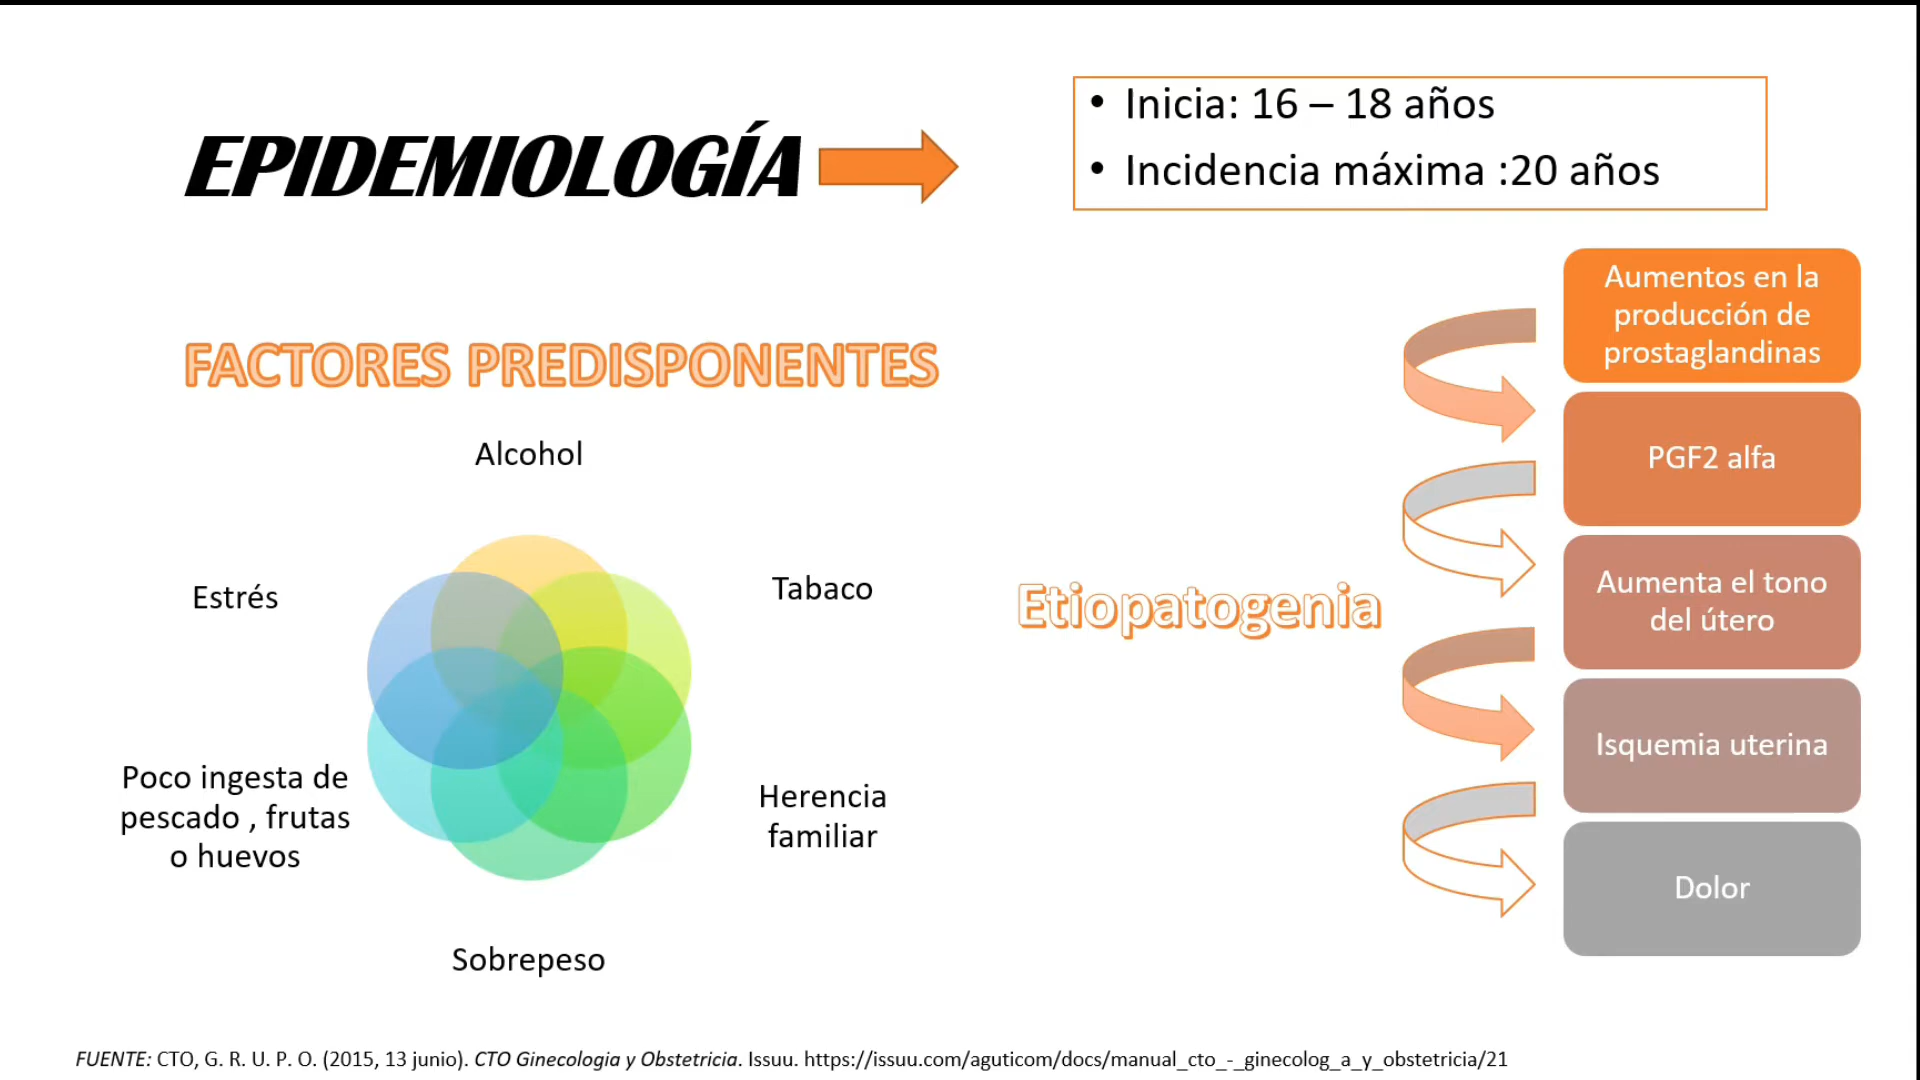 EPIDEMIOLOGÍA
• Inicia: 16 – 18 años
• Incidencia máxima :20 años
FACTORES PREDISPONENTES
Alcohol
Tabaco
Herencia
familiar
Sobrepeso
Poco ingesta de
pescado , frutas
o huevos
Estrés
Etiopatogenia
Aumentos en la
producción de
prostaglandinas
PGF2 alfa
Aumenta el tono
del útero
Isquemia uterina
Dolor
FUENTE: CTO, G. R. U. P. O. (2015, 13 junio). CTO Ginecologia y Obstetricia. Issuu. https://issuu.com/aguticom/docs/manual_cto_-_ginecolog_a_y_obstetricia/21